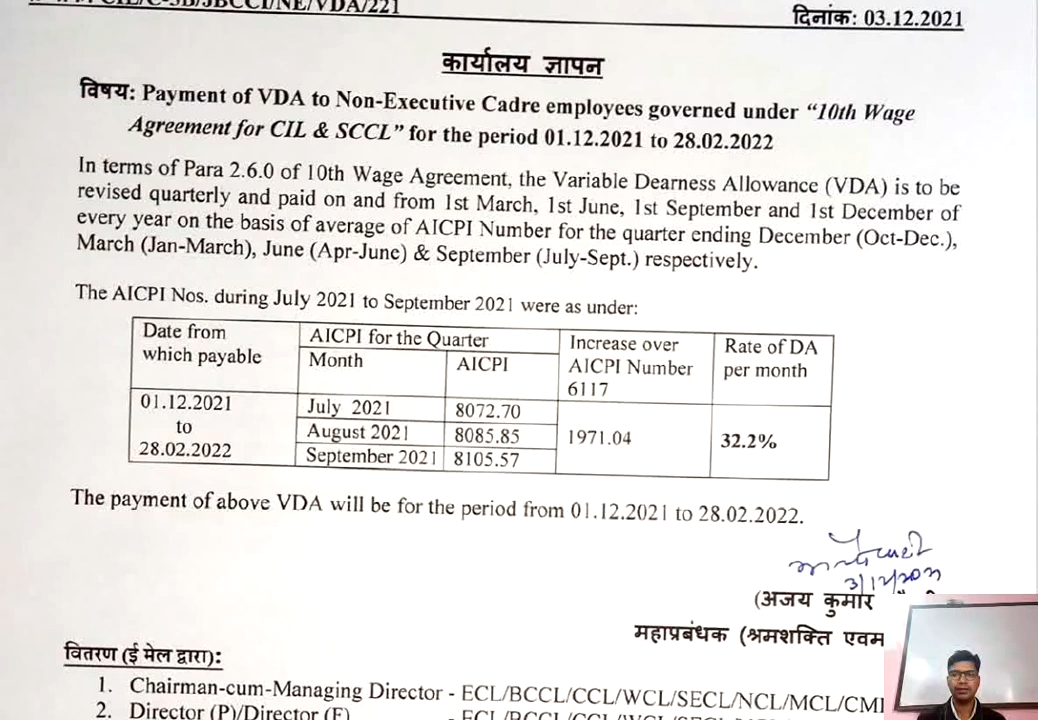 CIL/C-5B/JBCCI/NE/VDA/221
दिनांक: 03.12.2021
कार्यालय ज्ञापन
विषय: Payment of VDA to Non-Executive Cadre employees governed under “10th Wage
Agreement for CIL & SCCL” for the period 01.12.2021 to 28.02.2022
In terms of Para 2.6.0 of 10th Wage Agreement, the Variable Dearness Allowance (VDA) is to be
revised quarterly and paid on and from 1st March, 1st June, 1st September and 1st December of
every year on the basis of average of AICPI Number for the quarter ending December (Oct-Dec.),
March (Jan-March), June (Apr-June) & September (July-Sept.) respectively.
The AICPI Nos. during July 2021 to September 2021 were as under:
Date from which payable
AICPI for the Quarter
Increase over AICPI Number 6117
Rate of DA per month
Month AICPI
01.12.2021 to 28.02.2022
July 2021 8072.70
August 2021 8085.85
September 2021 8105.57
1971.04
32.2%
The payment of above VDA will be for the period from 01.12.2021 to 28.02.2022.
(अजय कुमार
महाप्रबंधक (श्रमशक्ति एवम
वितरण (ई मेल द्वारा):
1. Chairman-cum-Managing Director - ECL/BCCL/CCL/WCL/SECL/NCL/MCL/CMI
2. Director (P)/Director (F)